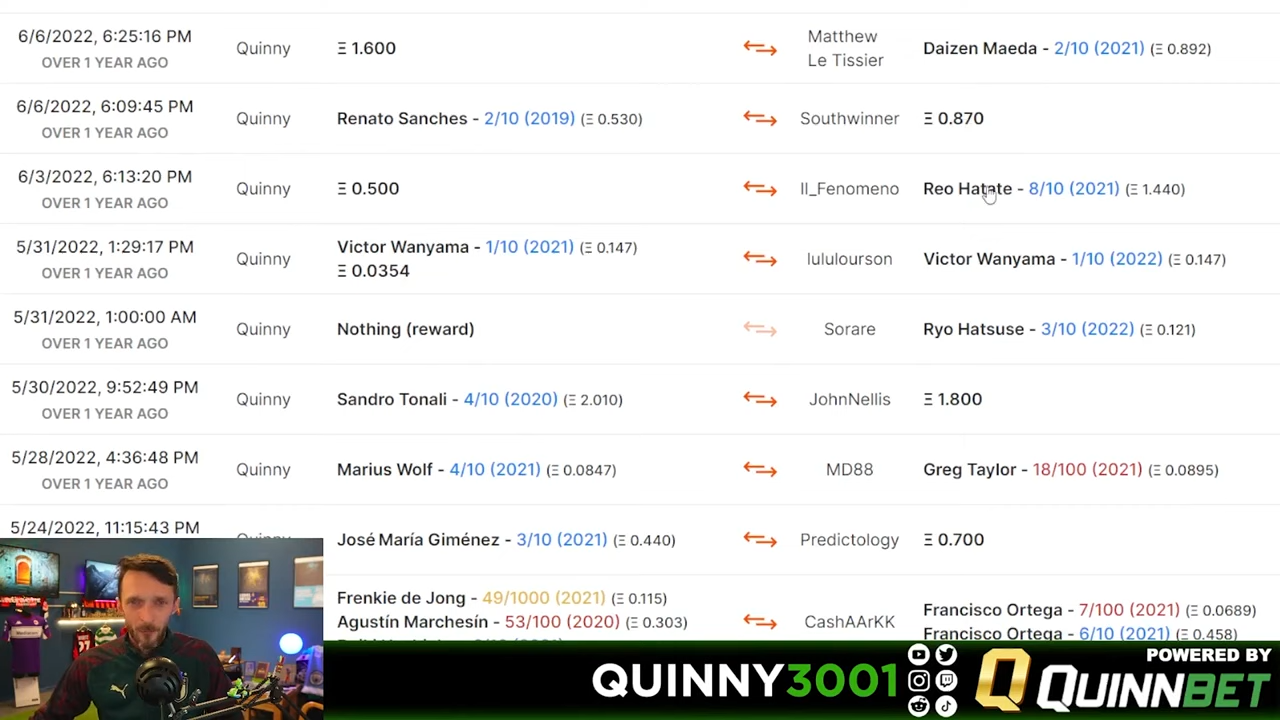 6/6/2022, 6:25:16 PM
OVER 1 YEAR AGO
Quinny
Ξ 1.600
Matthew
Le Tissier
Daizen Maeda - 2/10 (2021) (Ξ 0.892)
6/6/2022, 6:09:45 PM
OVER 1 YEAR AGO
Quinny
Renato Sanches - 2/10 (2019) (Ξ 0.530)
Southwinner
Ξ 0.870
6/3/2022, 6:13:20 PM
OVER 1 YEAR AGO
Quinny
Ξ 0.500
Il_Fenomeno
Reo Hatate - 8/10 (2021) (Ξ 1.440)
5/31/2022, 1:29:17 PM
OVER 1 YEAR AGO
Quinny
Victor Wanyama - 1/10 (2021) (Ξ 0.147)
Ξ 0.0354
lululourson
Victor Wanyama - 1/10 (2022) (Ξ 0.147)
5/31/2022, 1:00:00 AM
OVER 1 YEAR AGO
Quinny
Nothing (reward)
Sorare
Ryo Hatsuse - 3/10 (2022) (Ξ 0.121)
5/30/2022, 9:52:49 PM
OVER 1 YEAR AGO
Quinny
Sandro Tonali - 4/10 (2020) (Ξ 2.010)
JohnNellis
Ξ 1.800
5/28/2022, 4:36:48 PM
OVER 1 YEAR AGO
Quinny
Marius Wolf - 4/10 (2021) (Ξ 0.0847)
MD88
Greg Taylor - 18/100 (2021) (Ξ 0.0895)
5/24/2022, 11:15:43 PM
Quinny
José María Giménez - 3/10 (2021) (Ξ 0.440)
Predictology
Ξ 0.700
Frenkie de Jong - 49/1000 (2021) (Ξ 0.115)
Agustín Marchesín - 53/100 (2020) (Ξ 0.303)
CashAArKK
Francisco Ortega - 7/100 (2021) (Ξ 0.0689)
Francisco Ortega - 6/10 (2021) (Ξ 0.458)
QUINNY3001
POWERED BY
QUINNBET